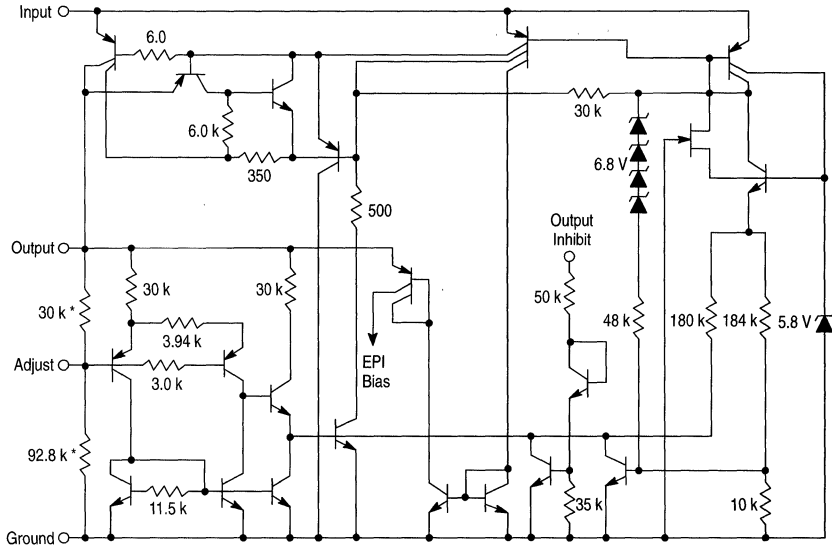 Input
6.0
6.0 k
350
30 k
6.8 V
500
Output
Inhibit
Output
50 k
30 k *
30 k
3.94 k
30 k
EPI
Bias
48 k
180 k
184 k
5.8 V
Adjust
3.0 k
92.8 k *
11.5 k
35 k
10 k
Ground